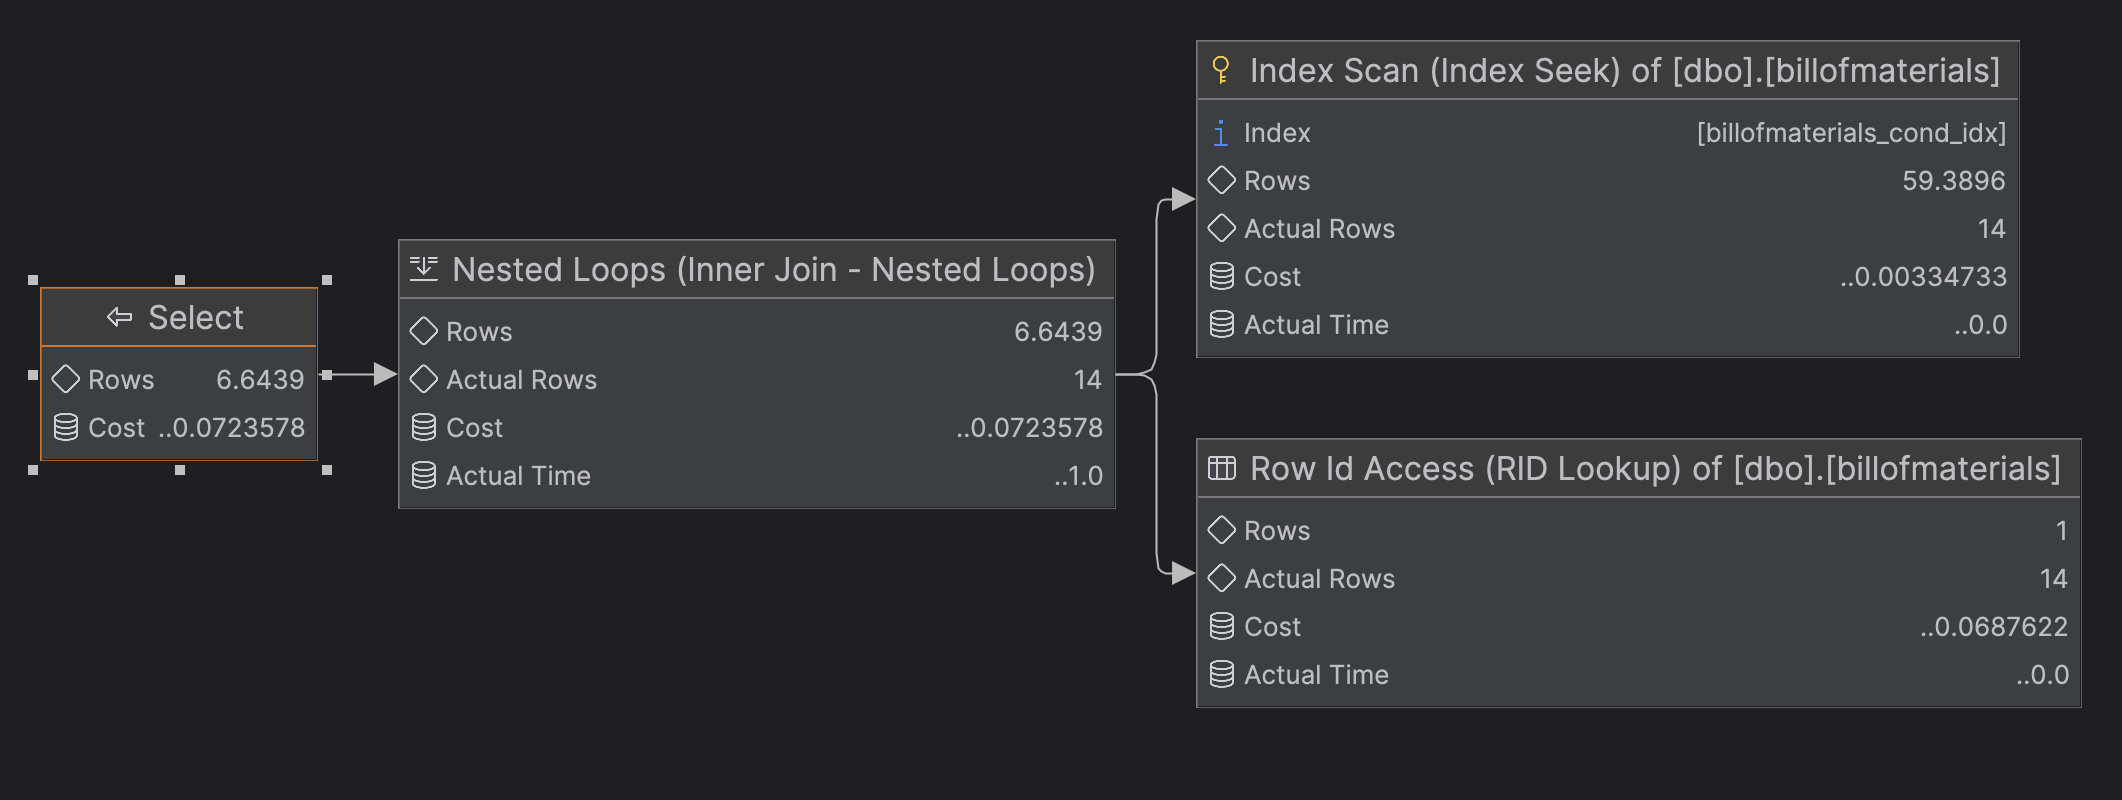 Select
Rows 6.6439
Cost ..0.0723578
Nested Loops (Inner Join - Nested Loops)
Rows 6.6439
Actual Rows 14
Cost ..0.0723578
Actual Time ..1.0
Index Scan (Index Seek) of [dbo].[billofmaterials]
Index [billofmaterials_cond_idx]
Rows 59.3896
Actual Rows 14
Cost ..0.00334733
Actual Time ..0.0
Row Id Access (RID Lookup) of [dbo].[billofmaterials]
Rows 1
Actual Rows 14
Cost ..0.0687622
Actual Time ..0.0